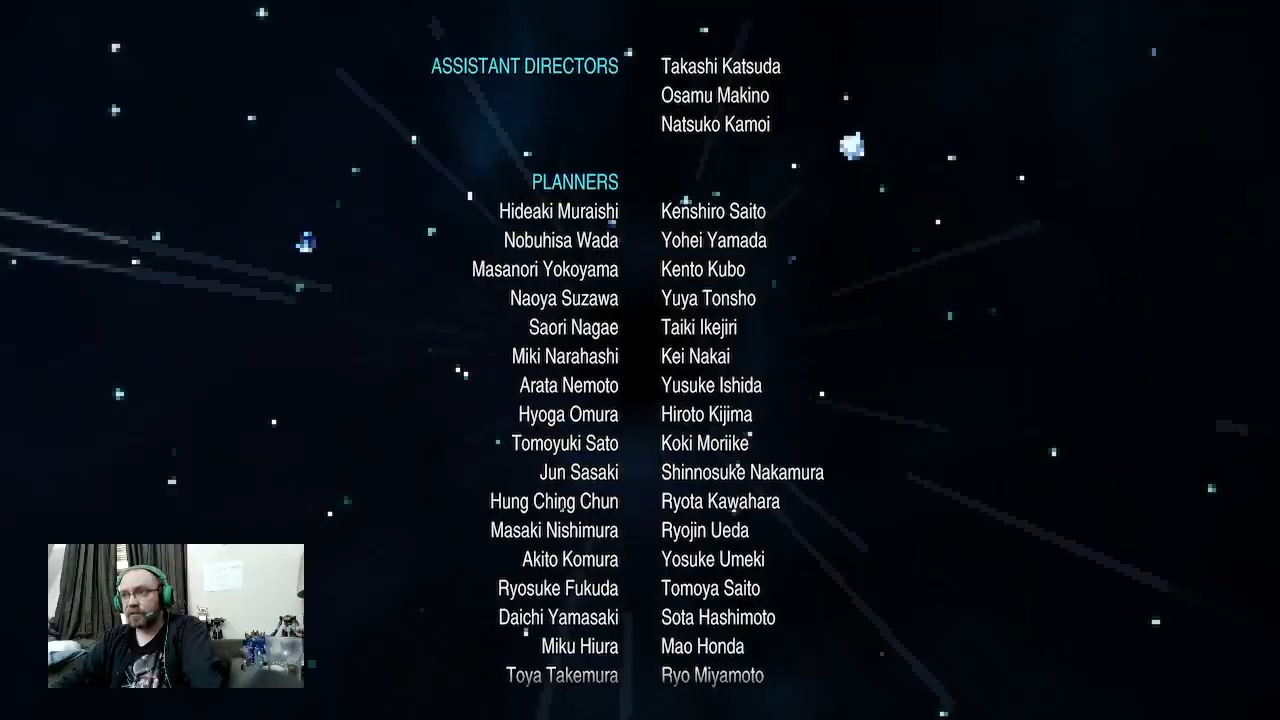 ASSISTANT DIRECTORS Takashi Katsuda
Osamu Makino
Natsuko Kamoi
PLANNERS
Hideaki Muraishi Kenshiro Saito
Nobuhisa Wada Yohei Yamada
Masanori Yokoyama Kento Kubo
Naoya Suzawa Yuya Tonsho
Saori Nagae Taiki Ikejiri
Miki Narahashi Kei Nakai
Arata Nemoto Yusuke Ishida
Hyoga Omura Hiroto Kijima
Tomoyuki Sato Koki Moriike
Jun Sasaki Shinnosuke Nakamura
Hung Ching Chun Ryota Kawahara
Masaki Nishimura Ryojin Ueda
Akito Komura Yosuke Umeki
Ryosuke Fukuda Tomoya Saito
Daichi Yamasaki Sota Hashimoto
Miku Hiura Mao Honda
Toya Takemura Ryo Miyamoto